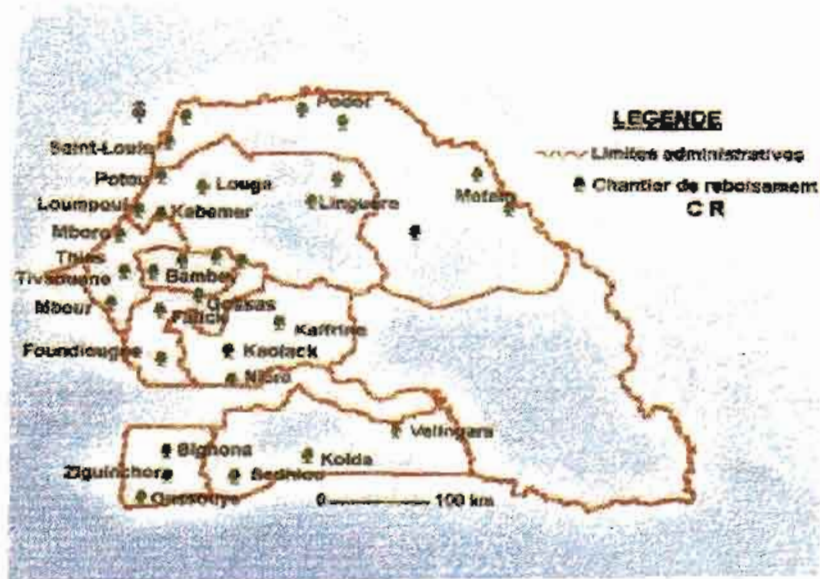 Podor
LEGENDE
Saint-Louis
Limites administratives
Potou
Louga
Matam
Chantier de reboisement
Loumpoul
Kebemer
Linguere
C R
Mboro
Thies
Tivaouane
Bambey
Mbour
Gossas
Fatick
Kaffrine
Foundiougne
Kaolack
Nioro
Velingara
Bignona
Kolda
Ziguinchor
Sedhiou
Oussouye
0 100 km